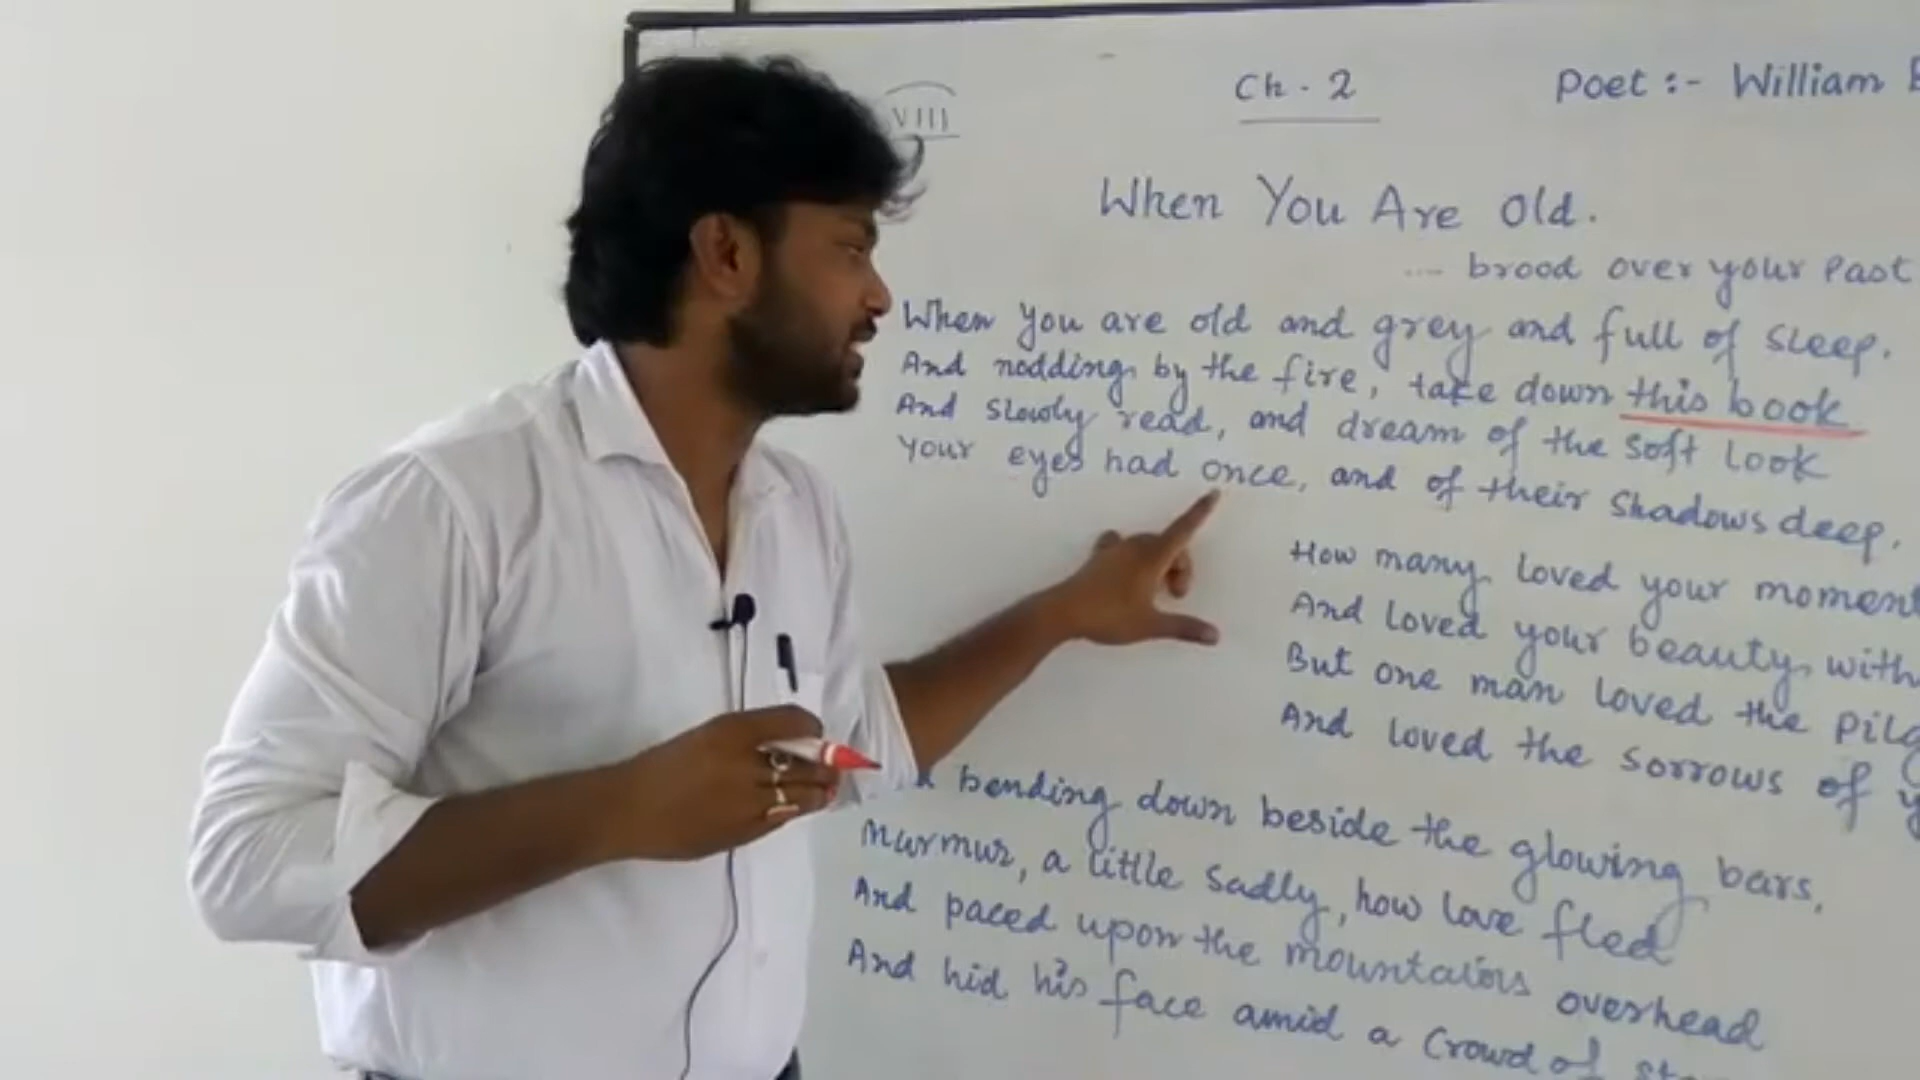 VIII
Ch - 2
Poet :- William
When You Are Old.
.... brood over your Past
When you are old and grey and full of sleep.
And nodding by the fire, take down this book
And slowly read, and dream of the soft look
Your eyes had once, and of their shadows deep.
How many loved your moment
And loved your beauty with
But one man loved the pilg
And loved the sorrows of y
bending down beside the glowing bars,
Murmur, a little sadly, how love fled
And paced upon the mountains overhead
And hid his face amid a crowd of